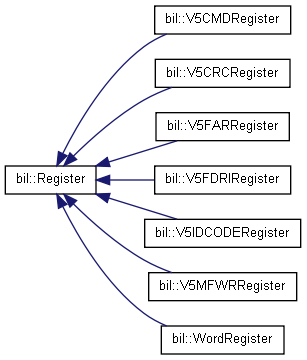 bil::V5CMDRegister
bil::V5CRCRegister
bil::V5FARRegister
bil::Register
bil::V5FDRIRegister
bil::V5IDCODERegister
bil::V5MFWRRegister
bil::WordRegister